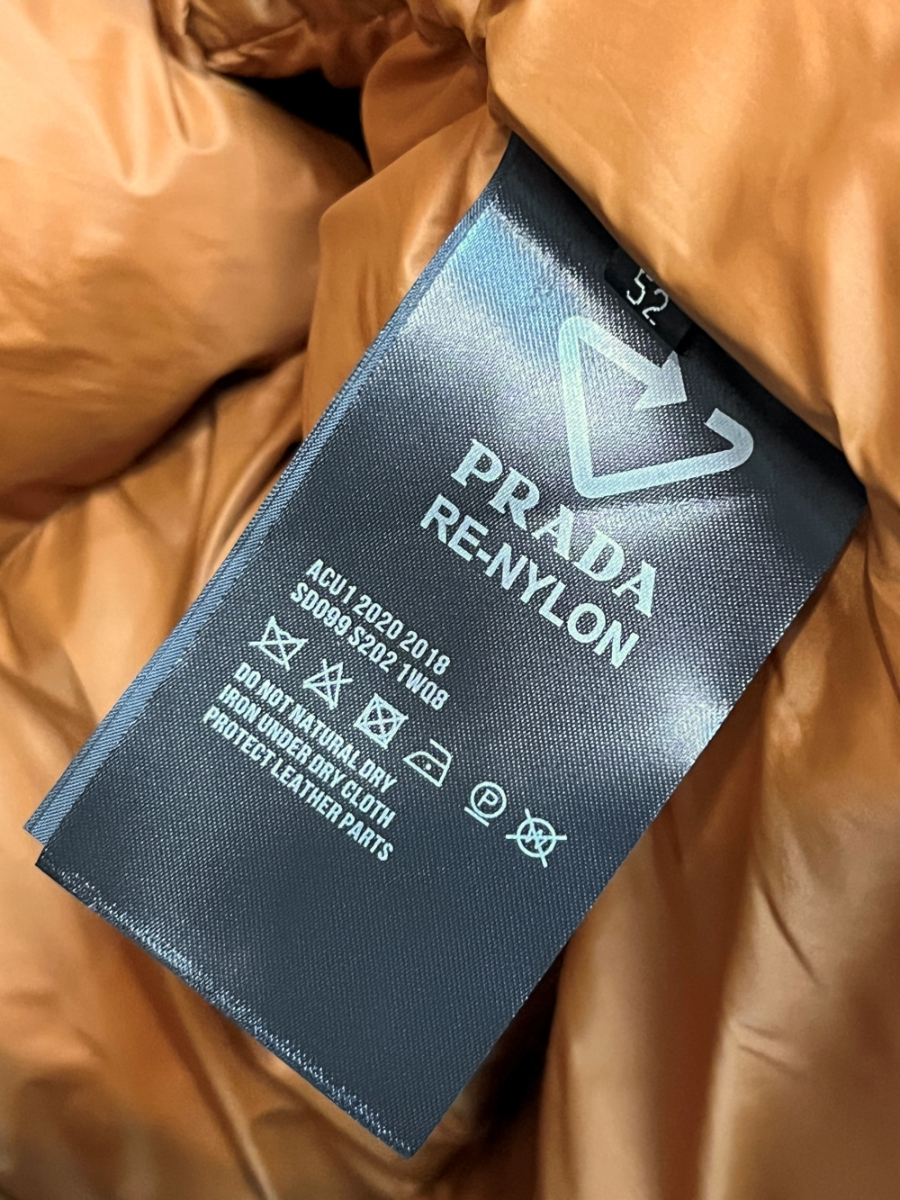 52
PRADA
RE-NYLON
ACU1 2020 2018
SD099 S202 1WQ8
DO NOT NATURAL DRY
IRON UNDER DRY CLOTH
PROTECT LEATHER PARTS
P
W